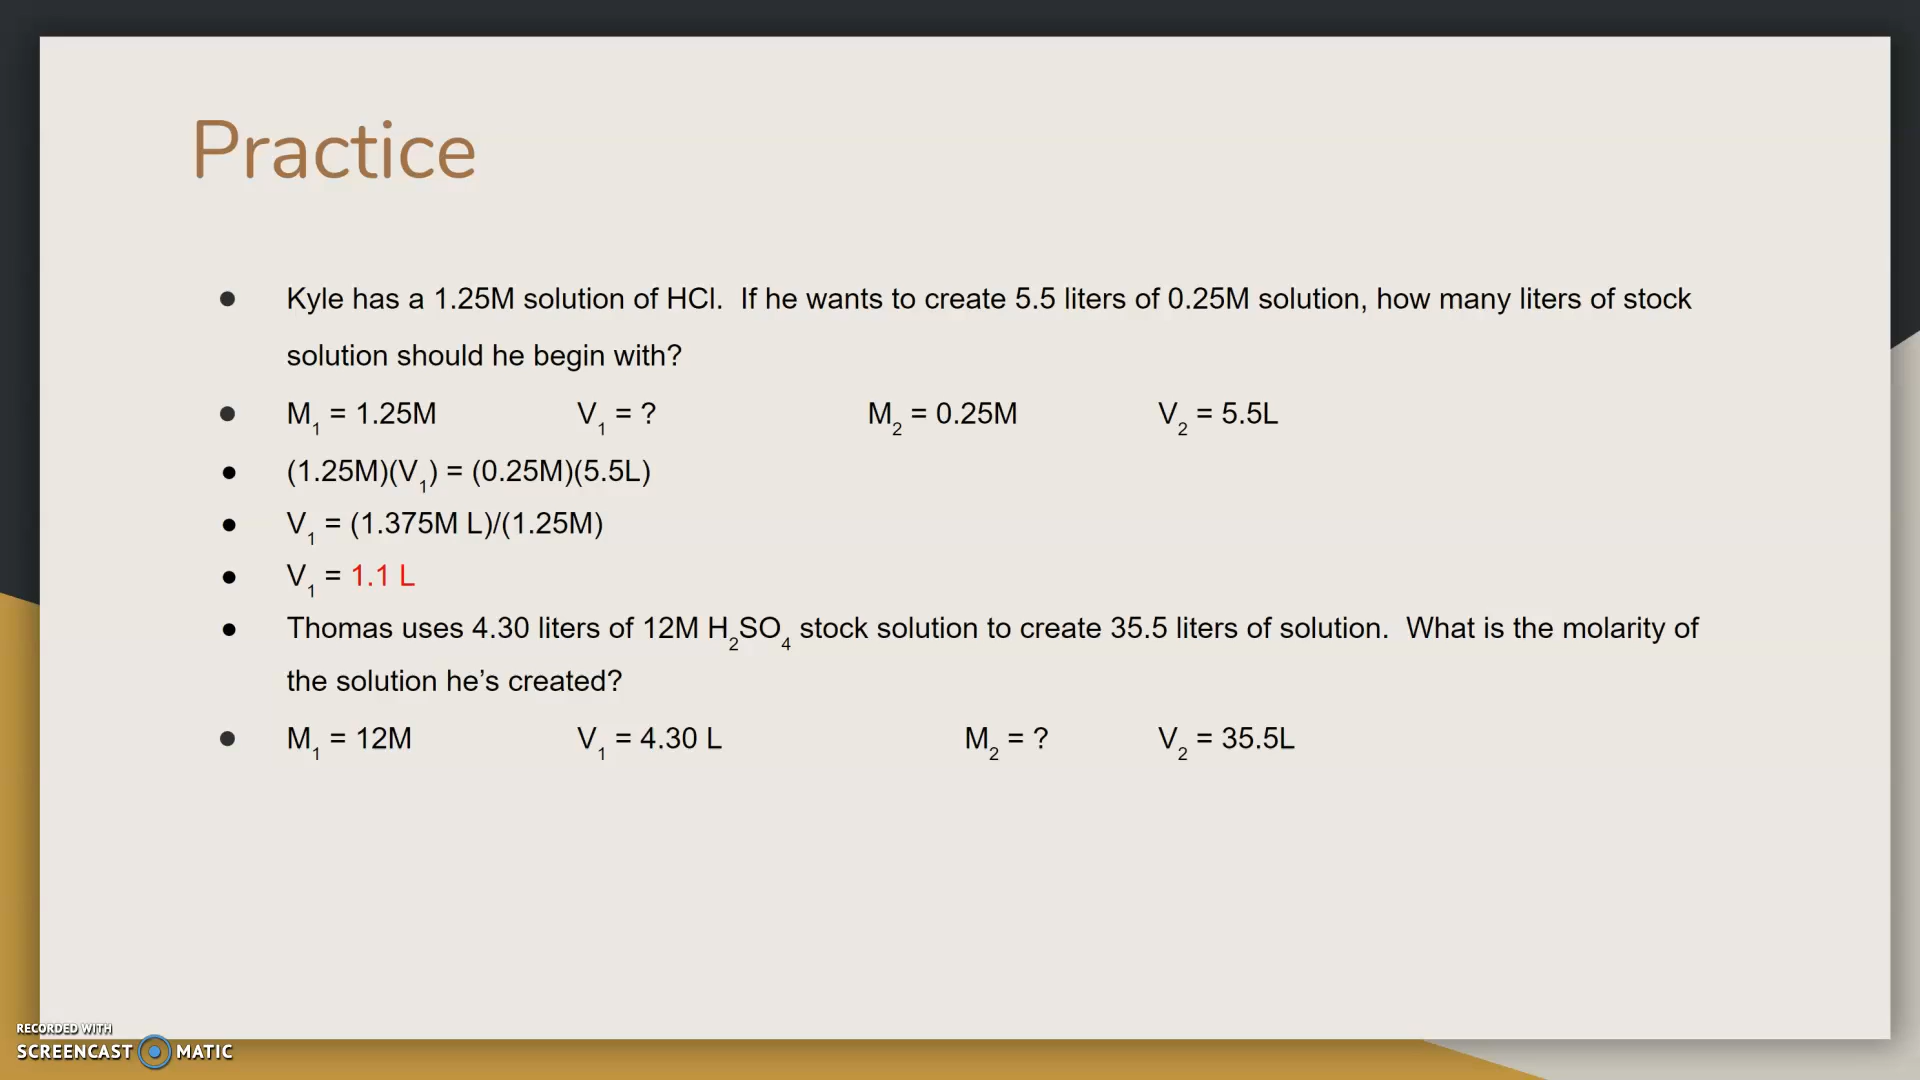 Practice
● Kyle has a 1.25M solution of HCl.  If he wants to create 5.5 liters of 0.25M solution, how many liters of stock
solution should he begin with?
● M₁ = 1.25M V₁ = ? M₂ = 0.25M V₂ = 5.5L
● (1.25M)(V₁) = (0.25M)(5.5L)
● V₁ = (1.375M L)/(1.25M)
● V₁ = 1.1 L
● Thomas uses 4.30 liters of 12M H₂SO₄ stock solution to create 35.5 liters of solution.  What is the molarity of
the solution he’s created?
● M₁ = 12M V₁ = 4.30 L M₂ = ? V₂ = 35.5L
RECORDED WITH
SCREENCAST MATIC